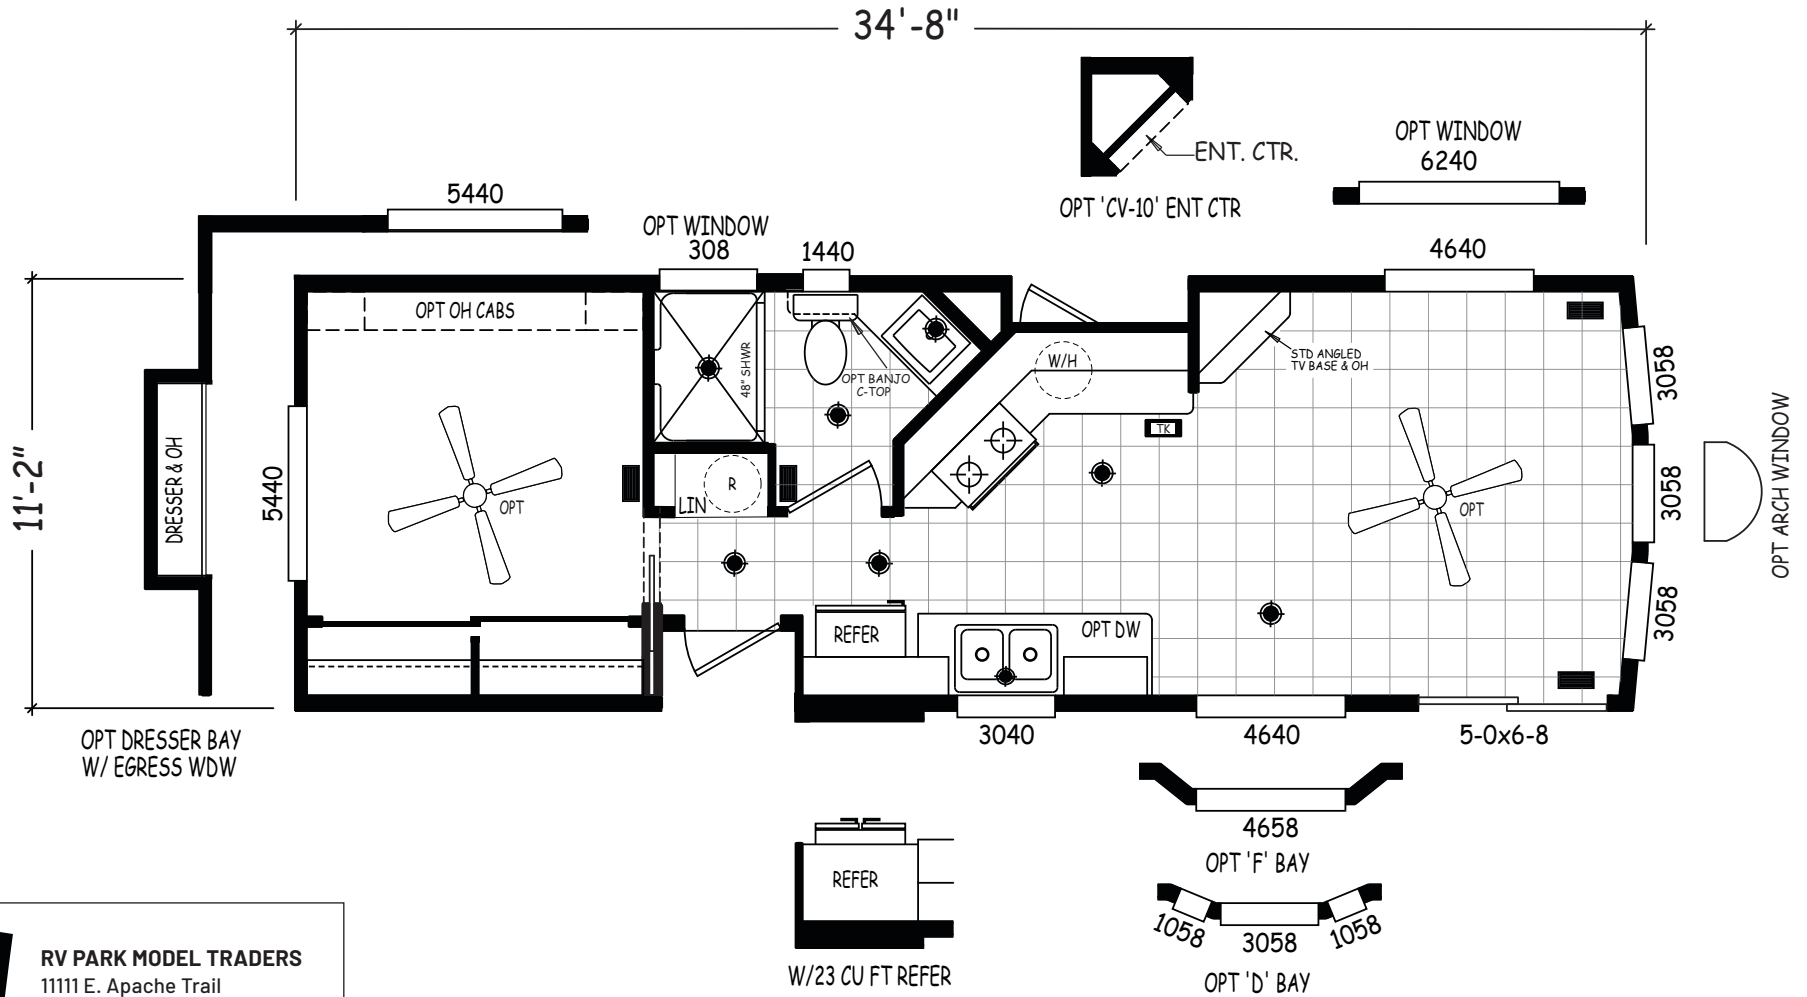 34'-8"
ENT. CTR.
OPT 'CV-10' ENT CTR
OPT WINDOW
6240
5440
OPT WINDOW
308
1440
4640
OPT OH CABS
48" SHWR
OPT BANJO
C-TOP
W/H
STD ANGLED
TV BASE & OH
3058
TK
11'-2"
DRESSER & OH
5440
OPT
LIN
R
OPT
3058
OPT ARCH WINDOW
REFER
OPT DW
3058
OPT DRESSER BAY
W/ EGRESS WDW
3040
4640
5-0x6-8
4658
OPT 'F' BAY
REFER
1058
3058
1058
W/23 CU FT REFER
OPT 'D' BAY
RV PARK MODEL TRADERS
11111 E. Apache Trail